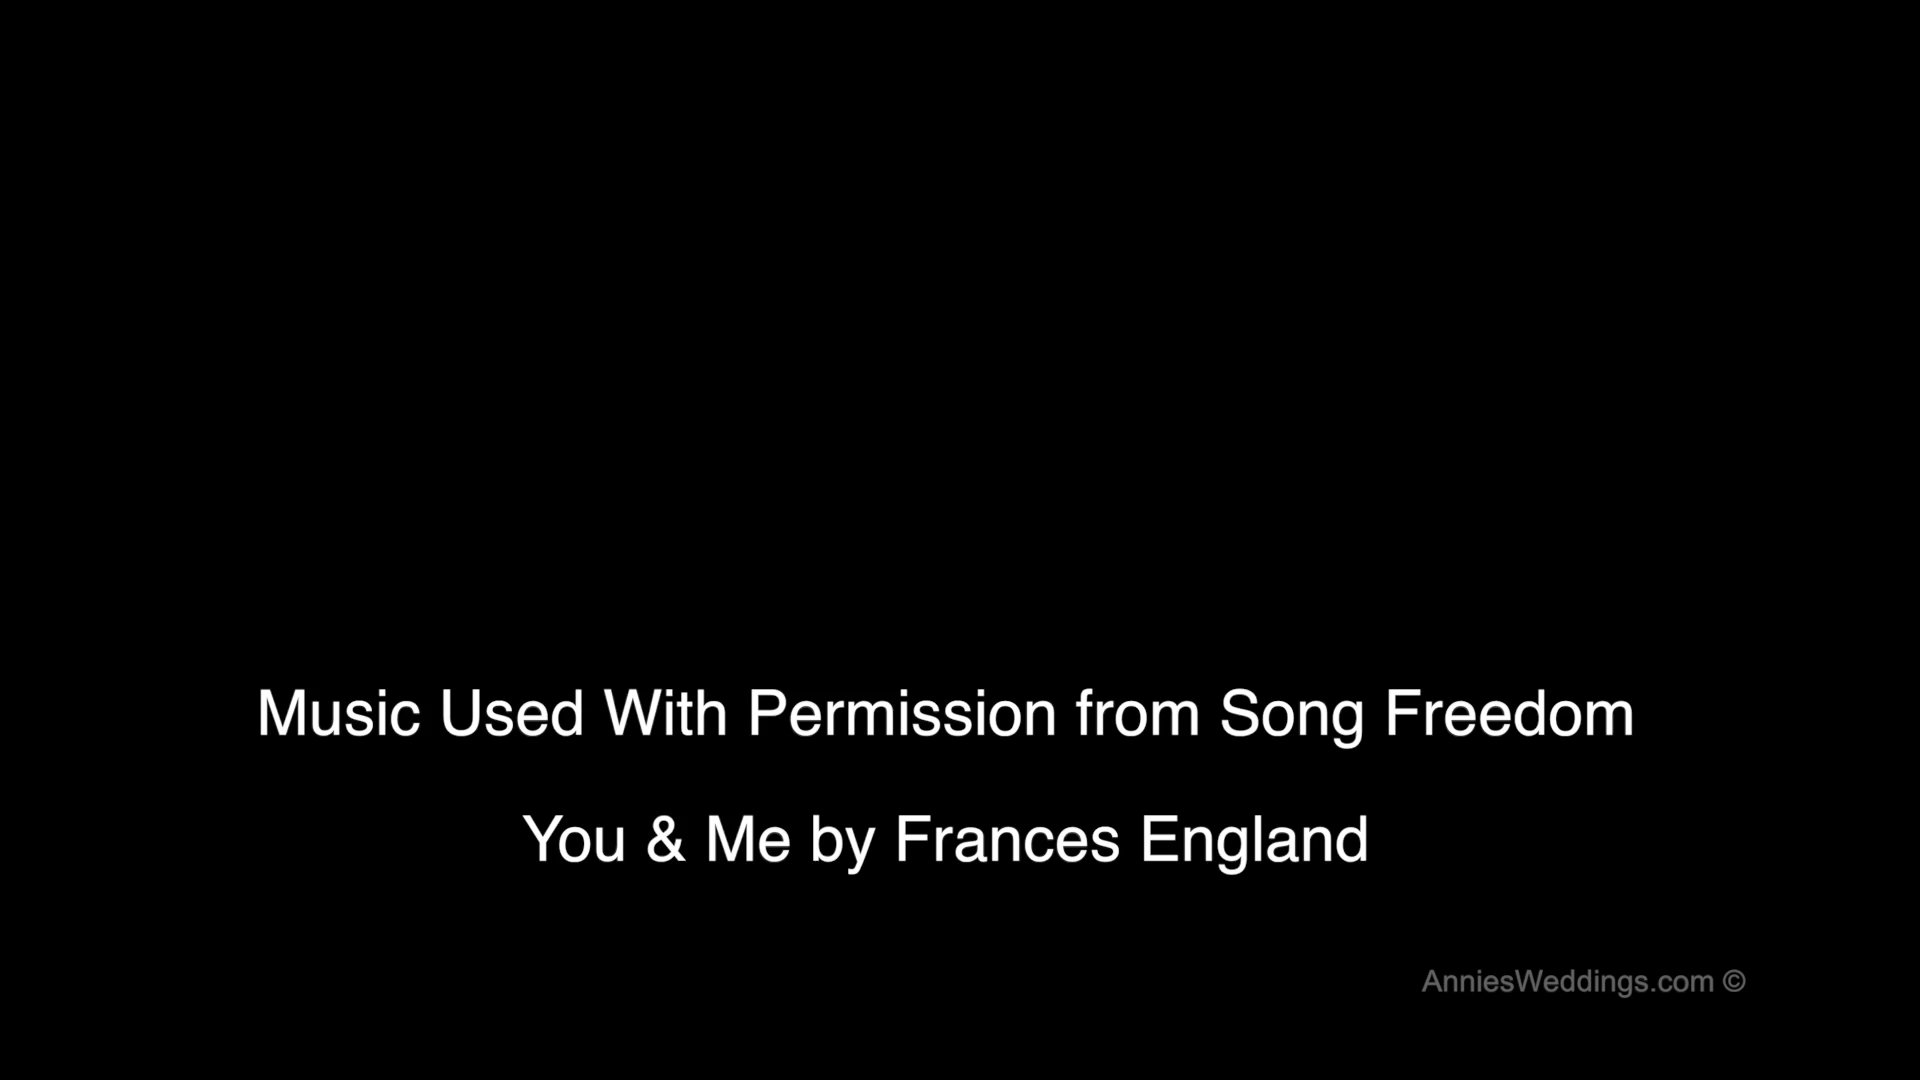 Music Used With Permission from Song Freedom
You & Me by Frances England
AnniesWeddings.com ©